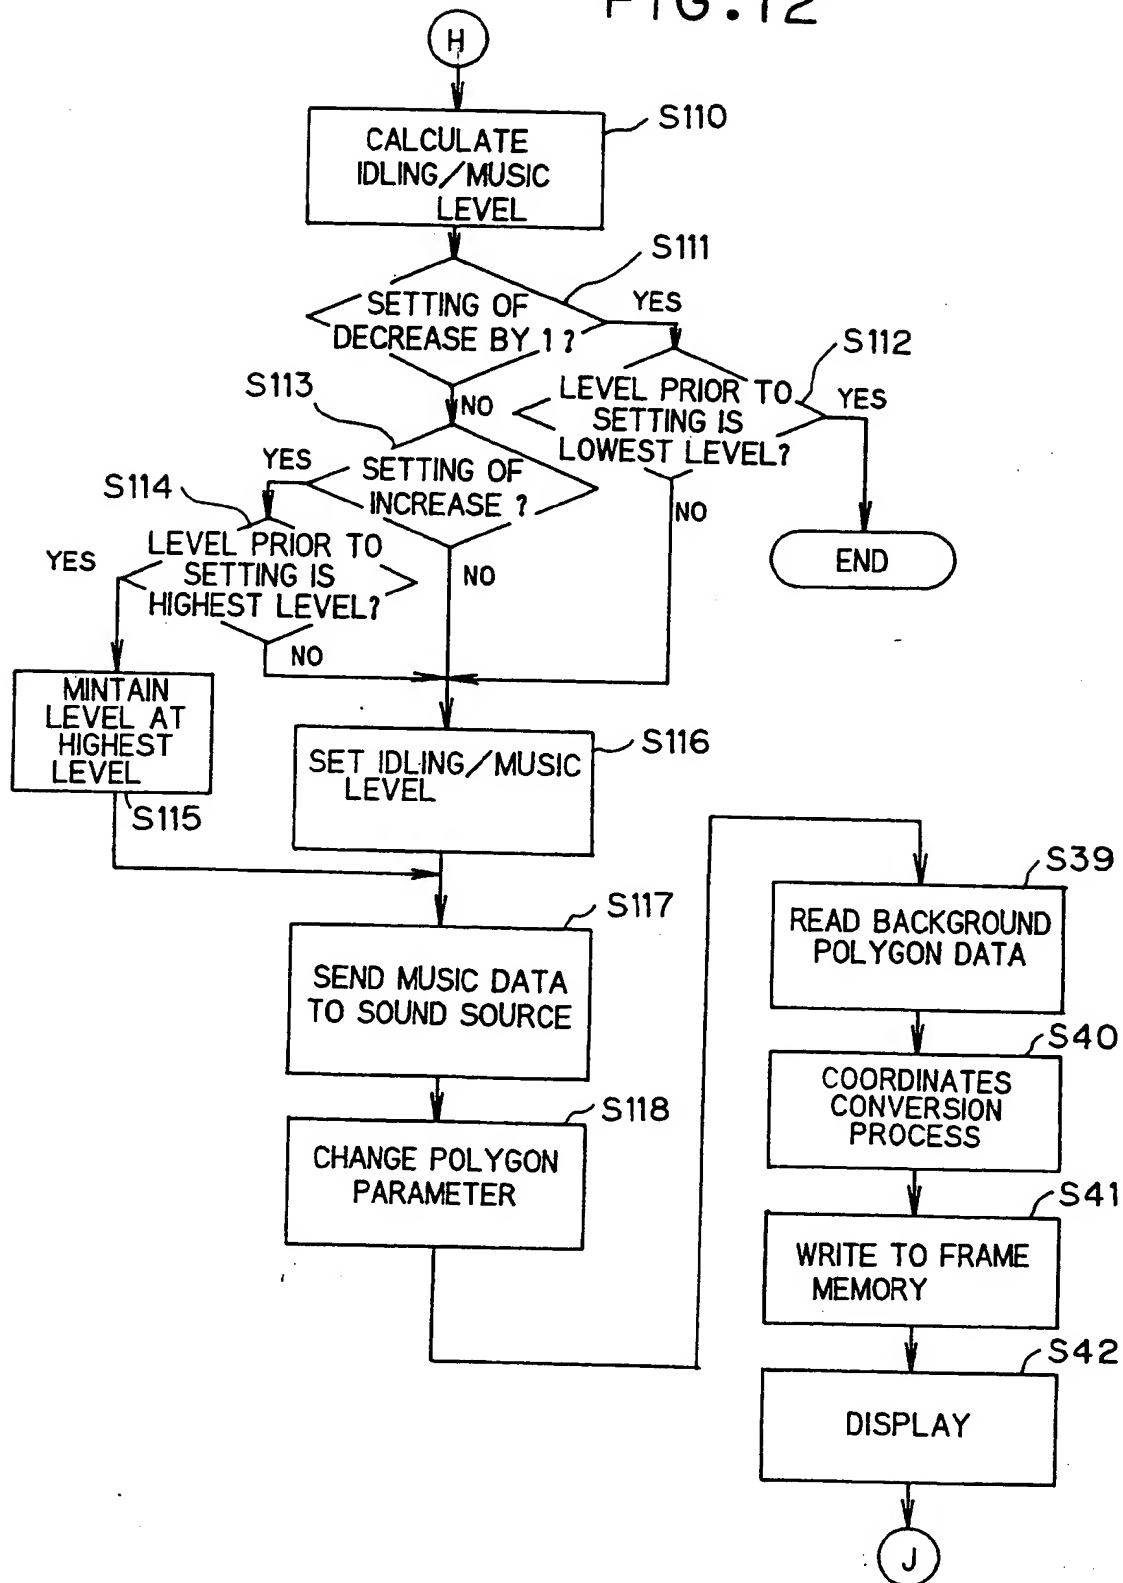 FIG.12
H
CALCULATE
IDLING/MUSIC
LEVEL
S110
SETTING OF
DECREASE BY 1?
S111
YES
NO
LEVEL PRIOR TO
SETTING IS
LOWEST LEVEL?
S112
YES
NO
END
S113
SETTING OF
INCREASE ?
YES
NO
S114
LEVEL PRIOR TO
SETTING IS
HIGHEST LEVEL?
YES
NO
MINTAIN
LEVEL AT
HIGHEST
LEVEL
S115
SET IDLING/MUSIC
LEVEL
S116
SEND MUSIC DATA
TO SOUND SOURCE
S117
CHANGE POLYGON
PARAMETER
S118
READ BACKGROUND
POLYGON DATA
S39
COORDINATES
CONVERSION
PROCESS
S40
WRITE TO FRAME
MEMORY
S41
DISPLAY
S42
J